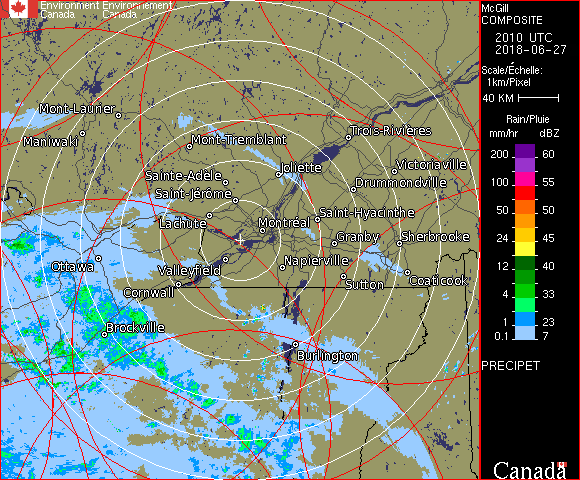 Environment Environnement
Canada Canada
McGill
COMPOSITE
2010 UTC
2018-06-27
Scale/Échelle:
1km/Pixel
40 KM
Rain/Pluie
mm/hr dBZ
200 60
100 55
50 50
24 45
12 40
4 33
1 23
0.1 7
PRECIPET
Canada
Mont-Laurier
Maniwaki
Mont-Tremblant
Trois-Rivières
Joliette
Victoriaville
Sainte-Adèle
Drummondville
Saint-Jérôme
Lachute
Saint-Hyacinthe
Montréal
Granby
Sherbrooke
Ottawa
Valleyfield
Napierville
Cornwall
Sutton
Coaticook
Brockville
Burlington